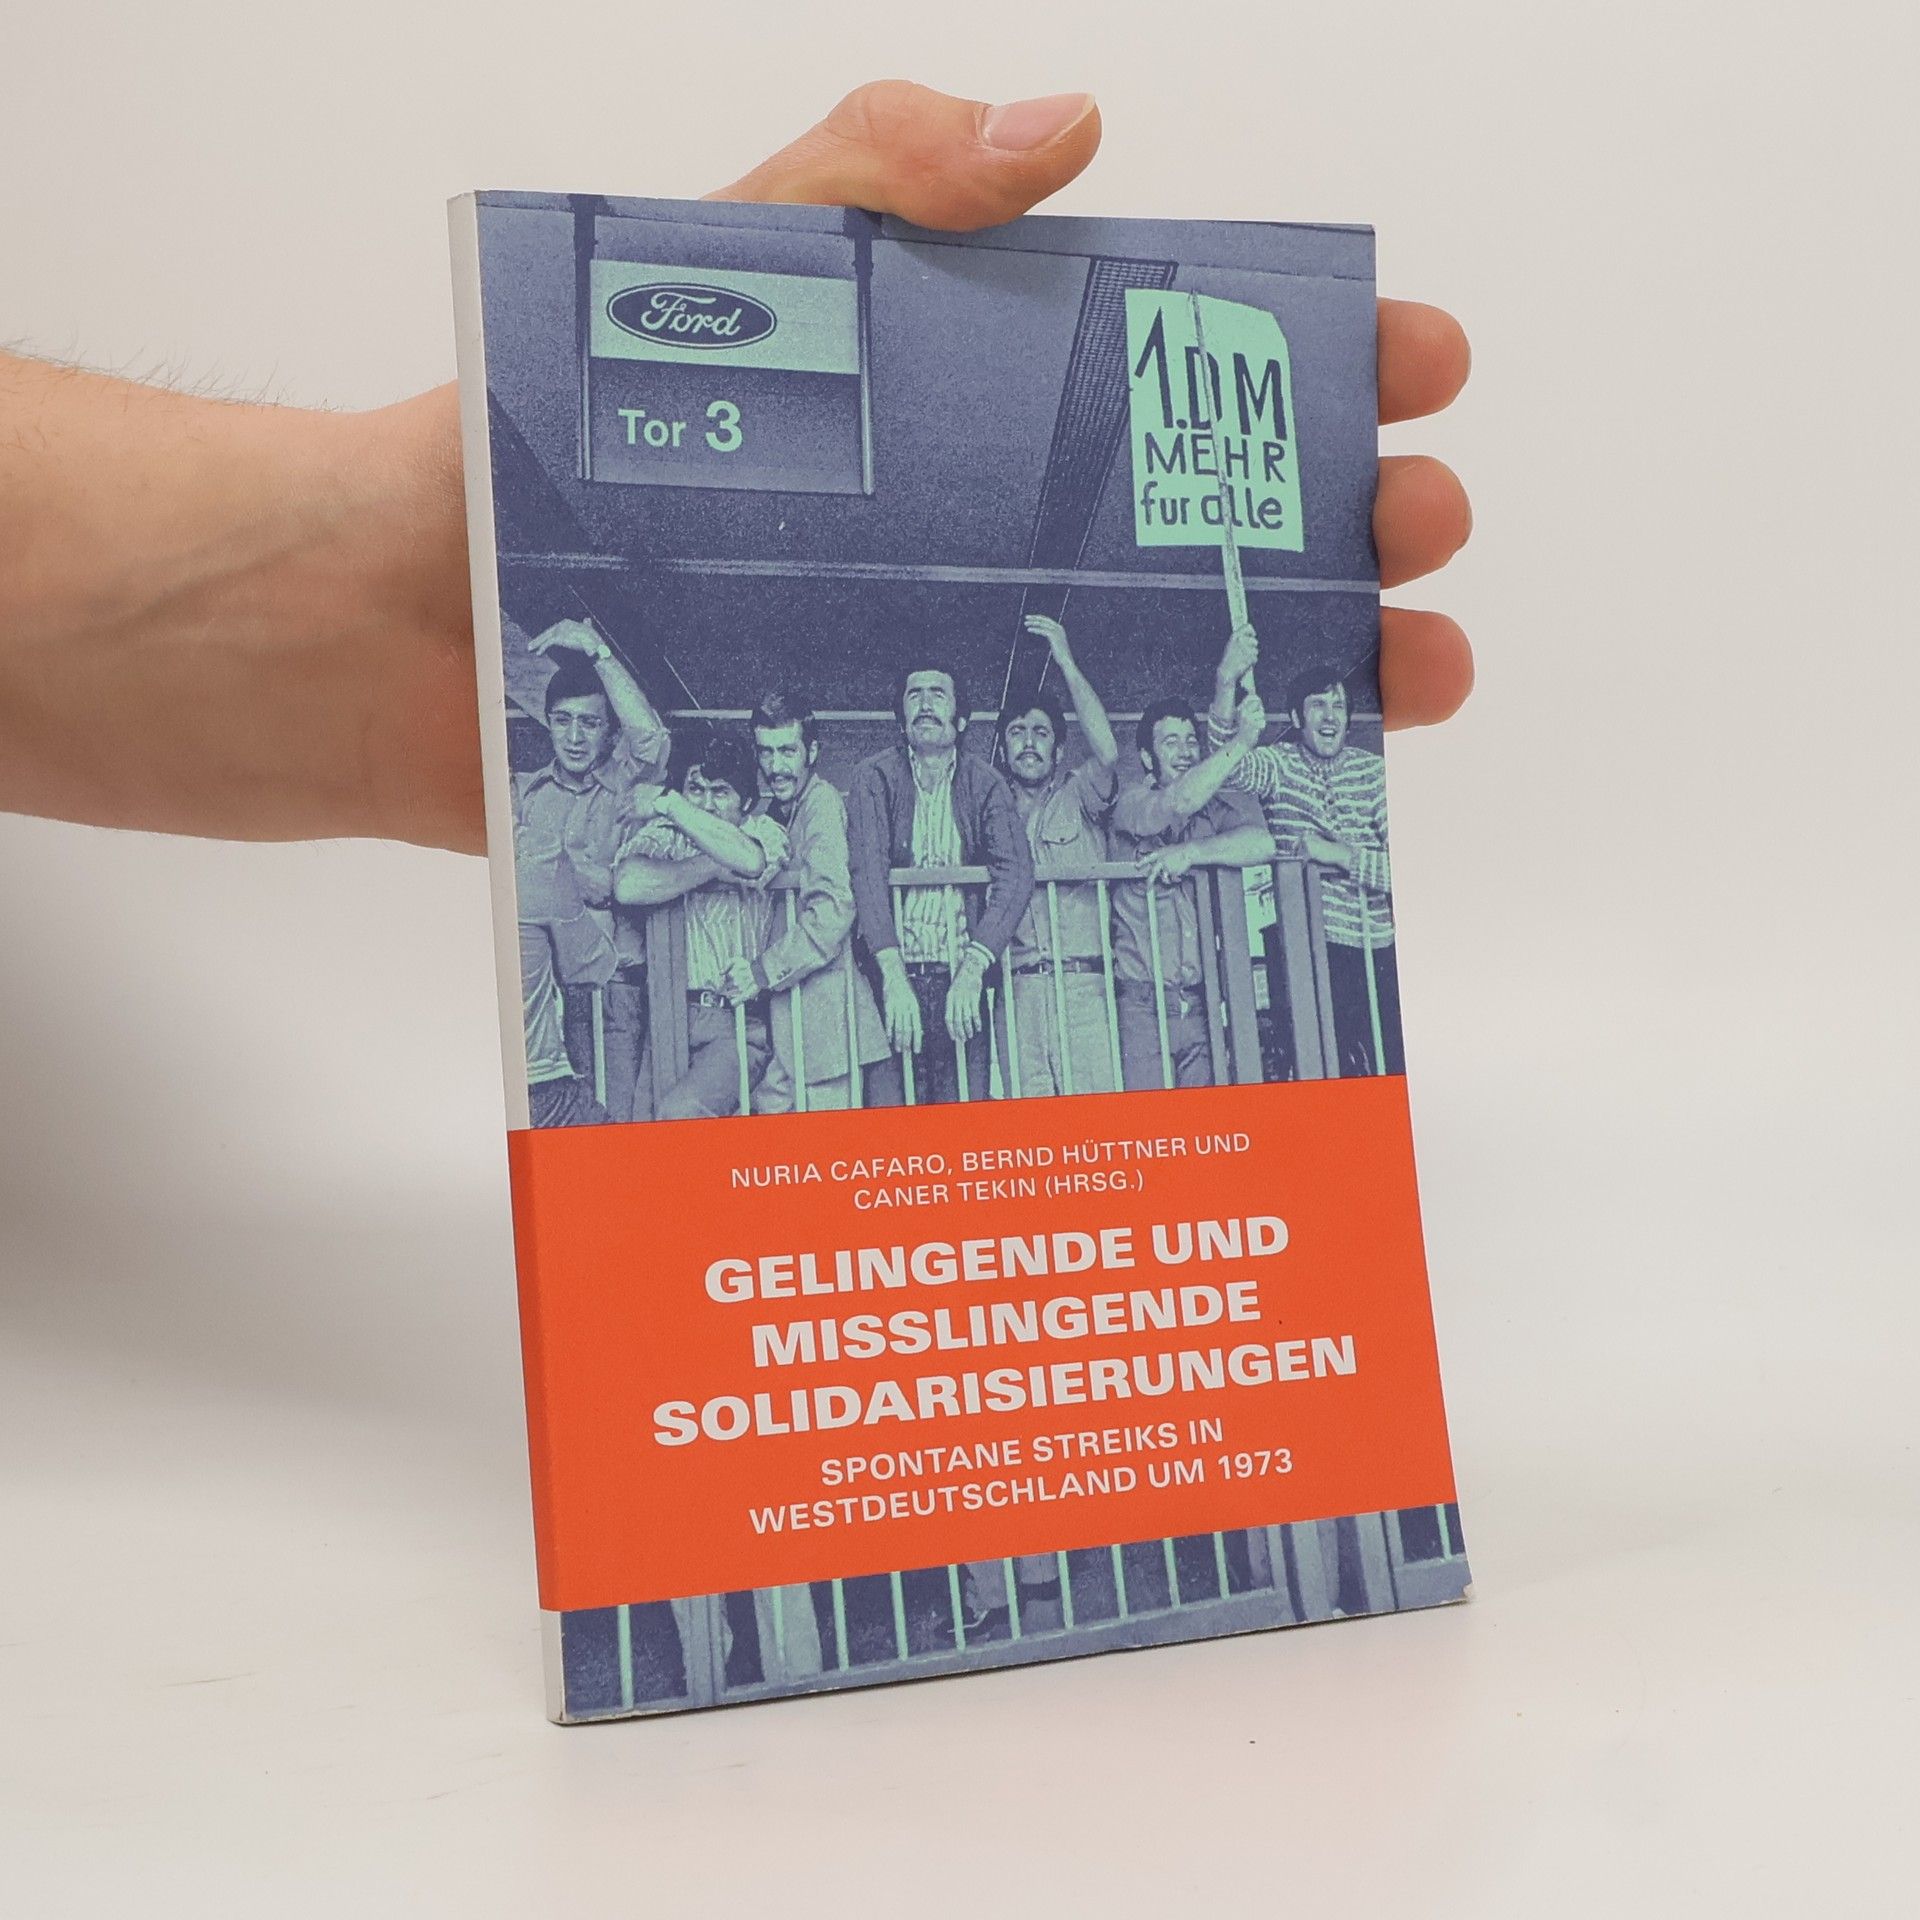 Ford
Tor 3
1.DM
MEHR
fur alle
NURIA CAFARO, BERND HÜTTNER UND
CANER TEKIN (HRSG.)
GELINGENDE UND
MISSLINGENDE
SOLIDARISIERUNGEN
SPONTANE STREIKS IN
WESTDEUTSCHLAND UM 1973